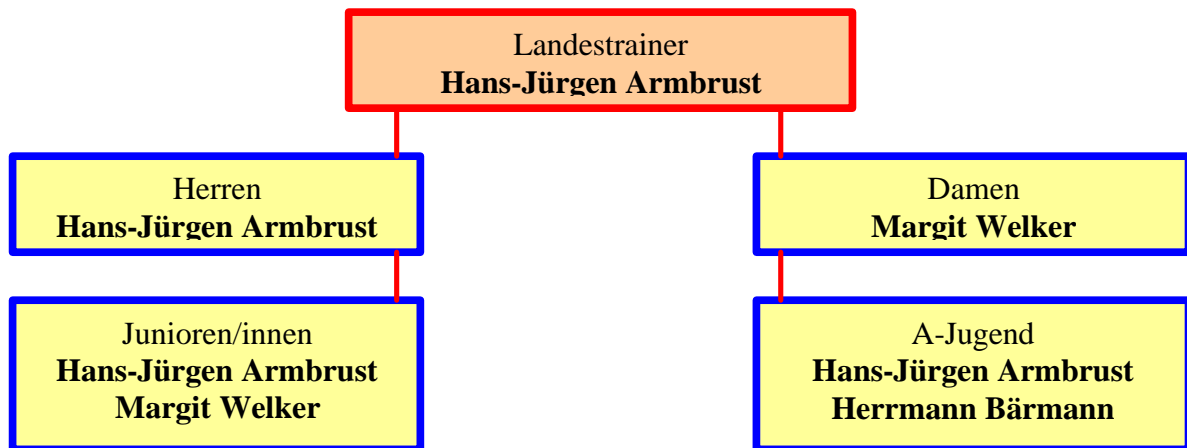 Landestrainer
Hans-Jürgen Armbrust
Herren
Hans-Jürgen Armbrust
Damen
Margit Welker
Junioren/innen
Hans-Jürgen Armbrust
Margit Welker
A-Jugend
Hans-Jürgen Armbrust
Herrmann Bärmann